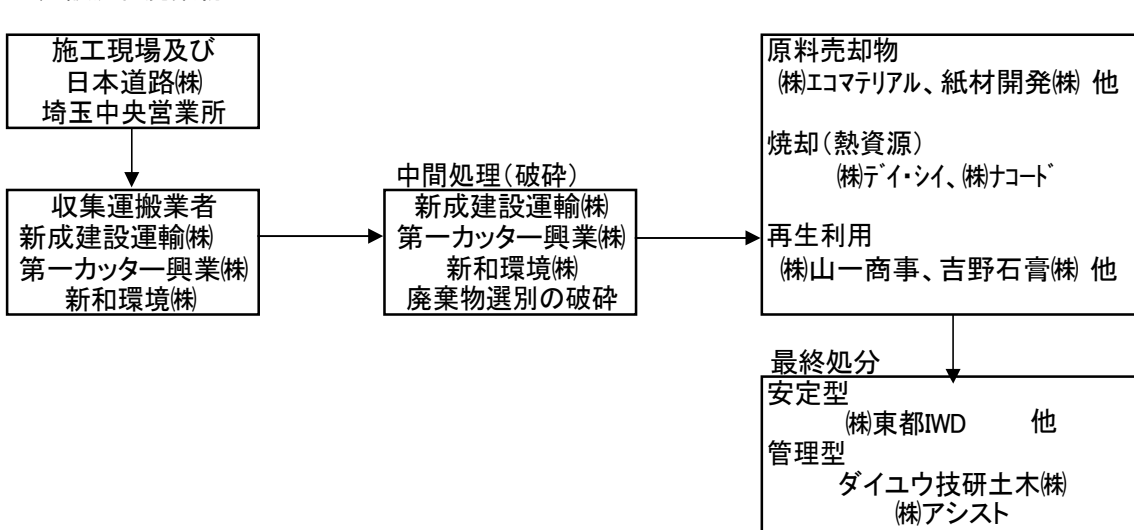 施工現場及び
日本道路㈱
埼玉中央営業所
収集運搬業者
新成建設運輸㈱
第一カッター興業㈱
新和環境㈱
中間処理(破砕)
新成建設運輸㈱
第一カッター興業㈱
新和環境㈱
廃棄物選別の破砕
原料売却物
㈱エコマテリアル、紙材開発㈱ 他
焼却(熱資源)
㈱デイ・シイ、㈱ナコード
再生利用
㈱山一商事、吉野石膏㈱ 他
最終処分
安定型
㈱東都IWD 他
管理型
ダイユウ技研土木㈱
㈱アシスト